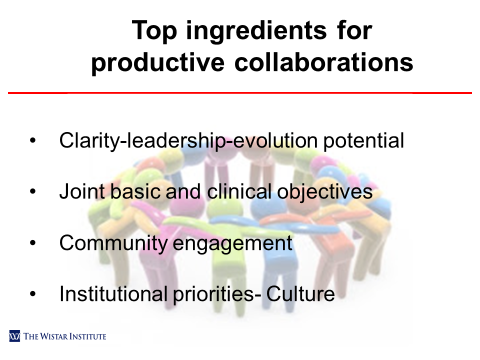 Top ingredients for
productive collaborations
• Clarity-leadership-evolution potential
• Joint basic and clinical objectives
• Community engagement
• Institutional priorities- Culture
THE WISTAR INSTITUTE